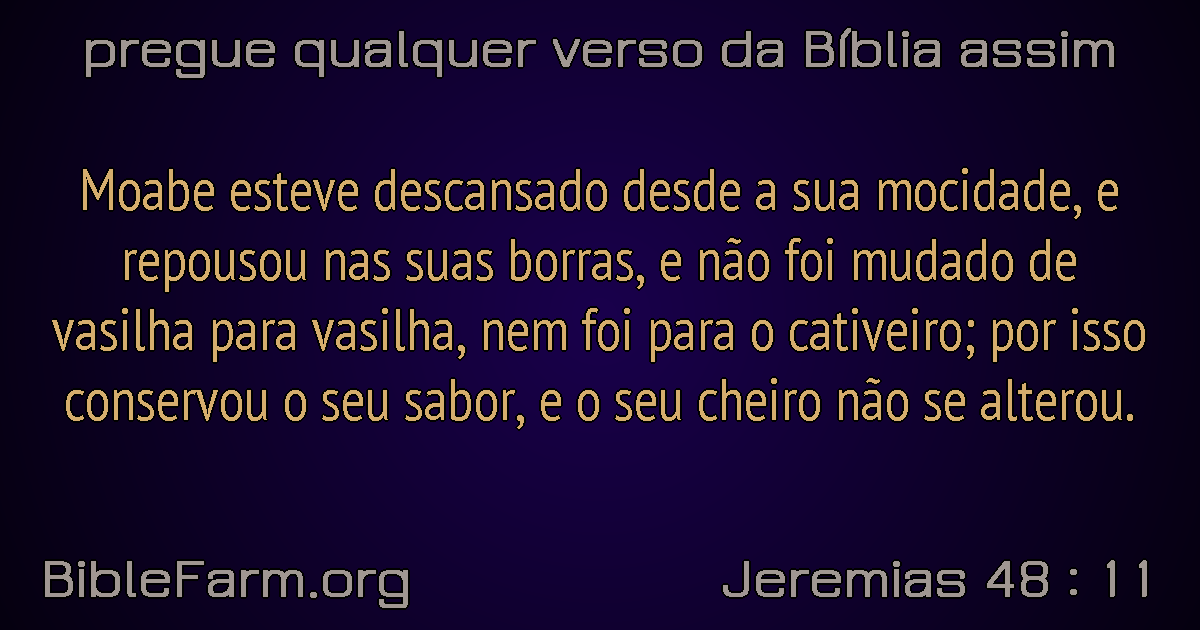 pregue qualquer verso da Bíblia assim
Moabe esteve descansado desde a sua mocidade, e
repousou nas suas borras, e não foi mudado de
vasilha para vasilha, nem foi para o cativeiro; por isso
conservou o seu sabor, e o seu cheiro não se alterou.
BibleFarm.org
Jeremias 48 : 11